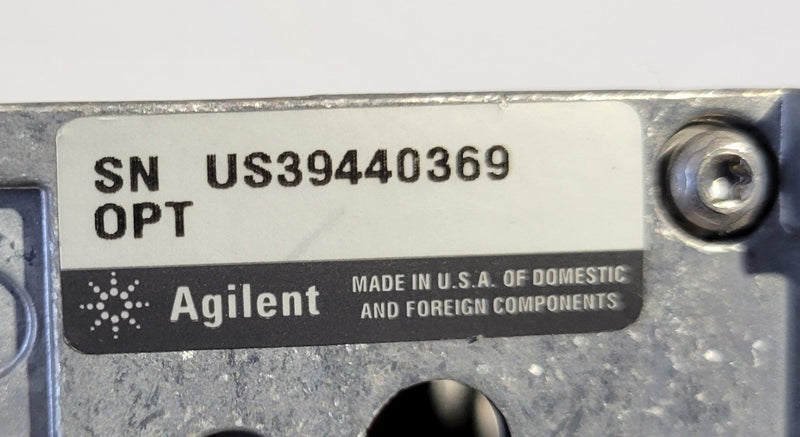 SN US39440369
OPT
Agilent
MADE IN U.S.A. OF DOMESTIC
AND FOREIGN COMPONENTS